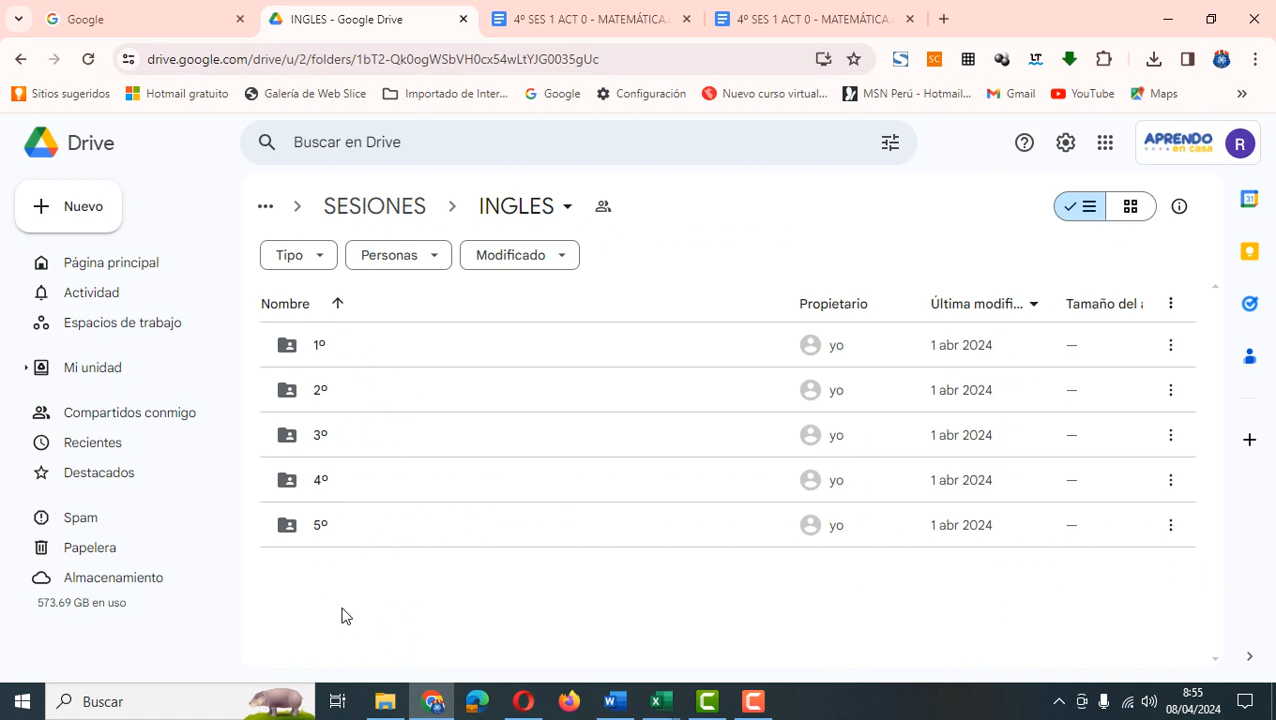 Google
INGLES - Google Drive
4º SES 1 ACT 0 - MATEMÁTICA.
4º SES 1 ACT 0 - MATEMÁTICA.
drive.google.com/drive/u/2/folders/1bT2-Qk0ogWSbVH0cx54wLtYJG0035gUc
SC
LT
Sitios sugeridos
Hotmail gratuito
Galería de Web Slice
Importado de Inter...
Google
Configuración
Nuevo curso virtual...
MSN Perú - Hotmail...
Gmail
YouTube
Maps
Drive
Buscar en Drive
APRENDO
en casa
R
Nuevo
SESIONES
INGLES
Tipo
Personas
Modificado
Página principal
Actividad
Espacios de trabajo
Mi unidad
Compartidos conmigo
Recientes
Destacados
Spam
Papelera
Almacenamiento
573.69 GB en uso
Nombre
Propietario
Última modifi...
Tamaño del a
1º
yo
1 abr 2024
—
2º
yo
1 abr 2024
—
3º
yo
1 abr 2024
—
4º
yo
1 abr 2024
—
5º
yo
1 abr 2024
—
31
Buscar
8:55
08/04/2024